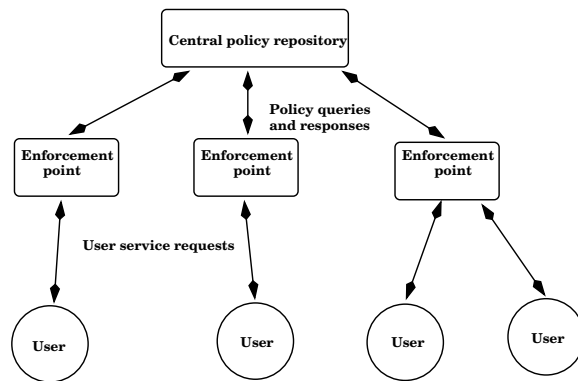 Central policy repository
Policy queries
and responses
Enforcement
point
Enforcement
point
Enforcement
point
User service requests
User
User
User
User